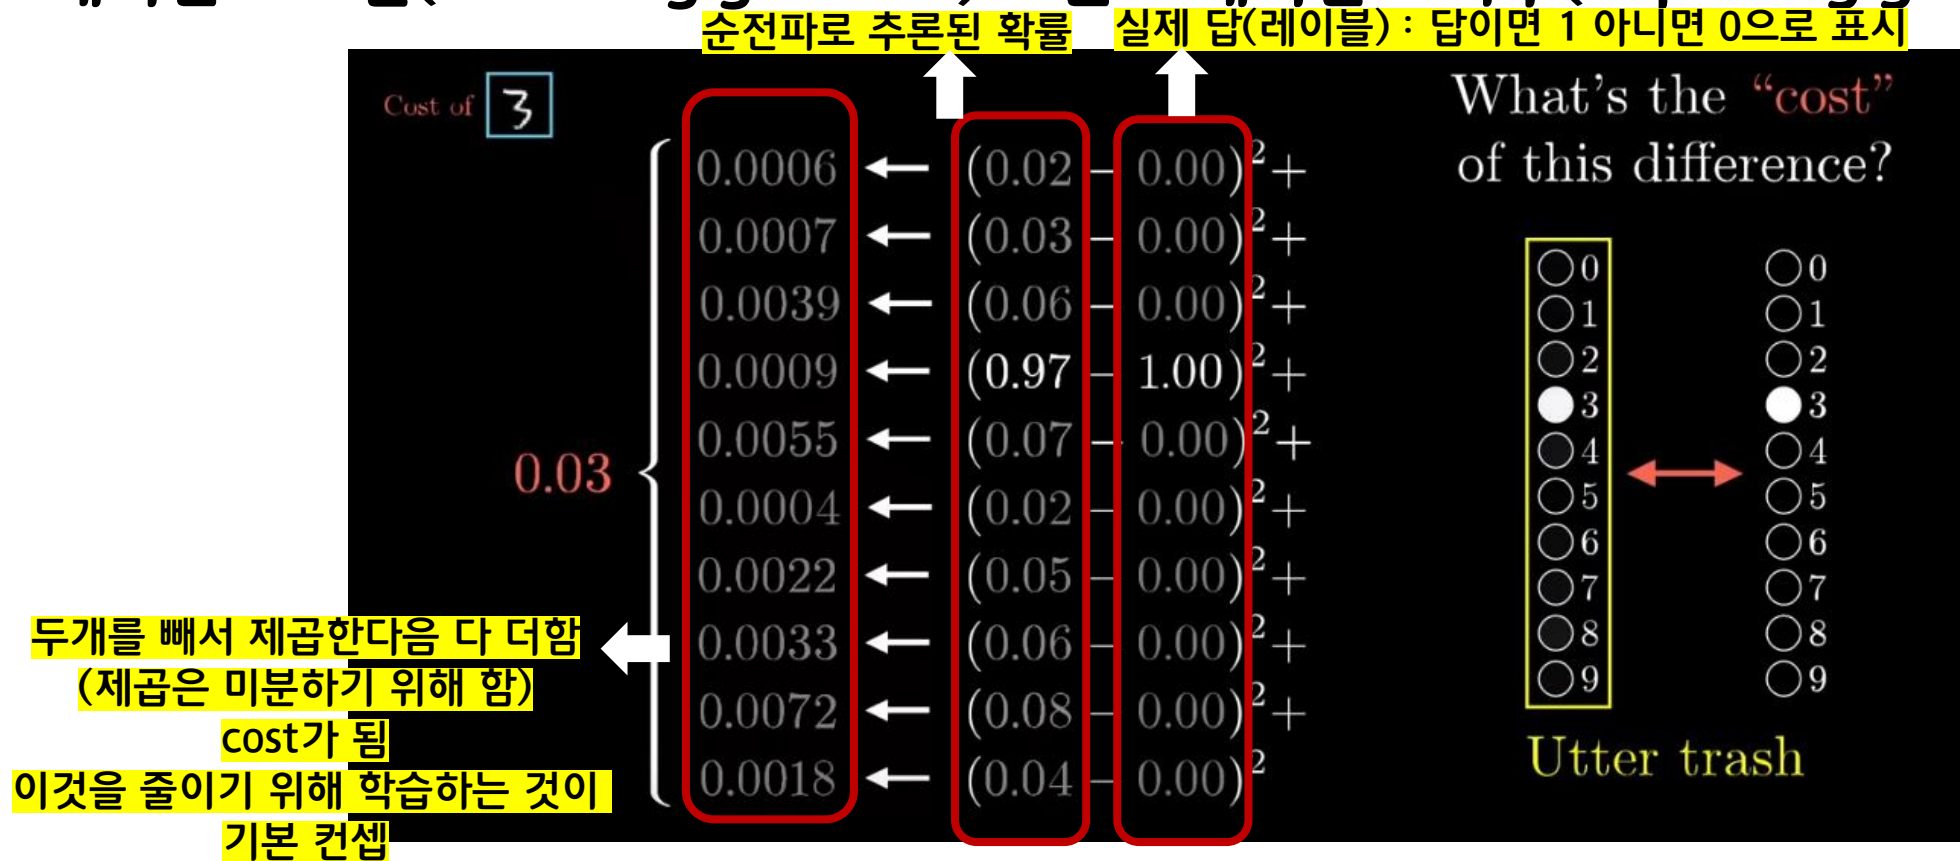 순전파로 추론된 확률
실제 답(레이블) : 답이면 1 아니면 0으로 표시
Cost of 3
What's the “cost”
of this difference?
0.0006 ← (0.02 – 0.00)² +
0.0007 ← (0.03 – 0.00)² +
0.0039 ← (0.06 – 0.00)² +
0.0009 ← (0.97 – 1.00)² +
0.0055 ← (0.07 – 0.00)² +
0.0004 ← (0.02 – 0.00)² +
0.0022 ← (0.05 – 0.00)² +
0.0033 ← (0.06 – 0.00)² +
0.0072 ← (0.08 – 0.00)² +
0.0018 ← (0.04 – 0.00)²
0.03
0 0
1 1
2 2
3 3
4 4
5 5
6 6
7 7
8 8
9 9
Utter trash
두개를 빼서 제곱한다음 다 더함
(제곱은 미분하기 위해 함)
cost가 됨
이것을 줄이기 위해 학습하는 것이
기본 컨셉